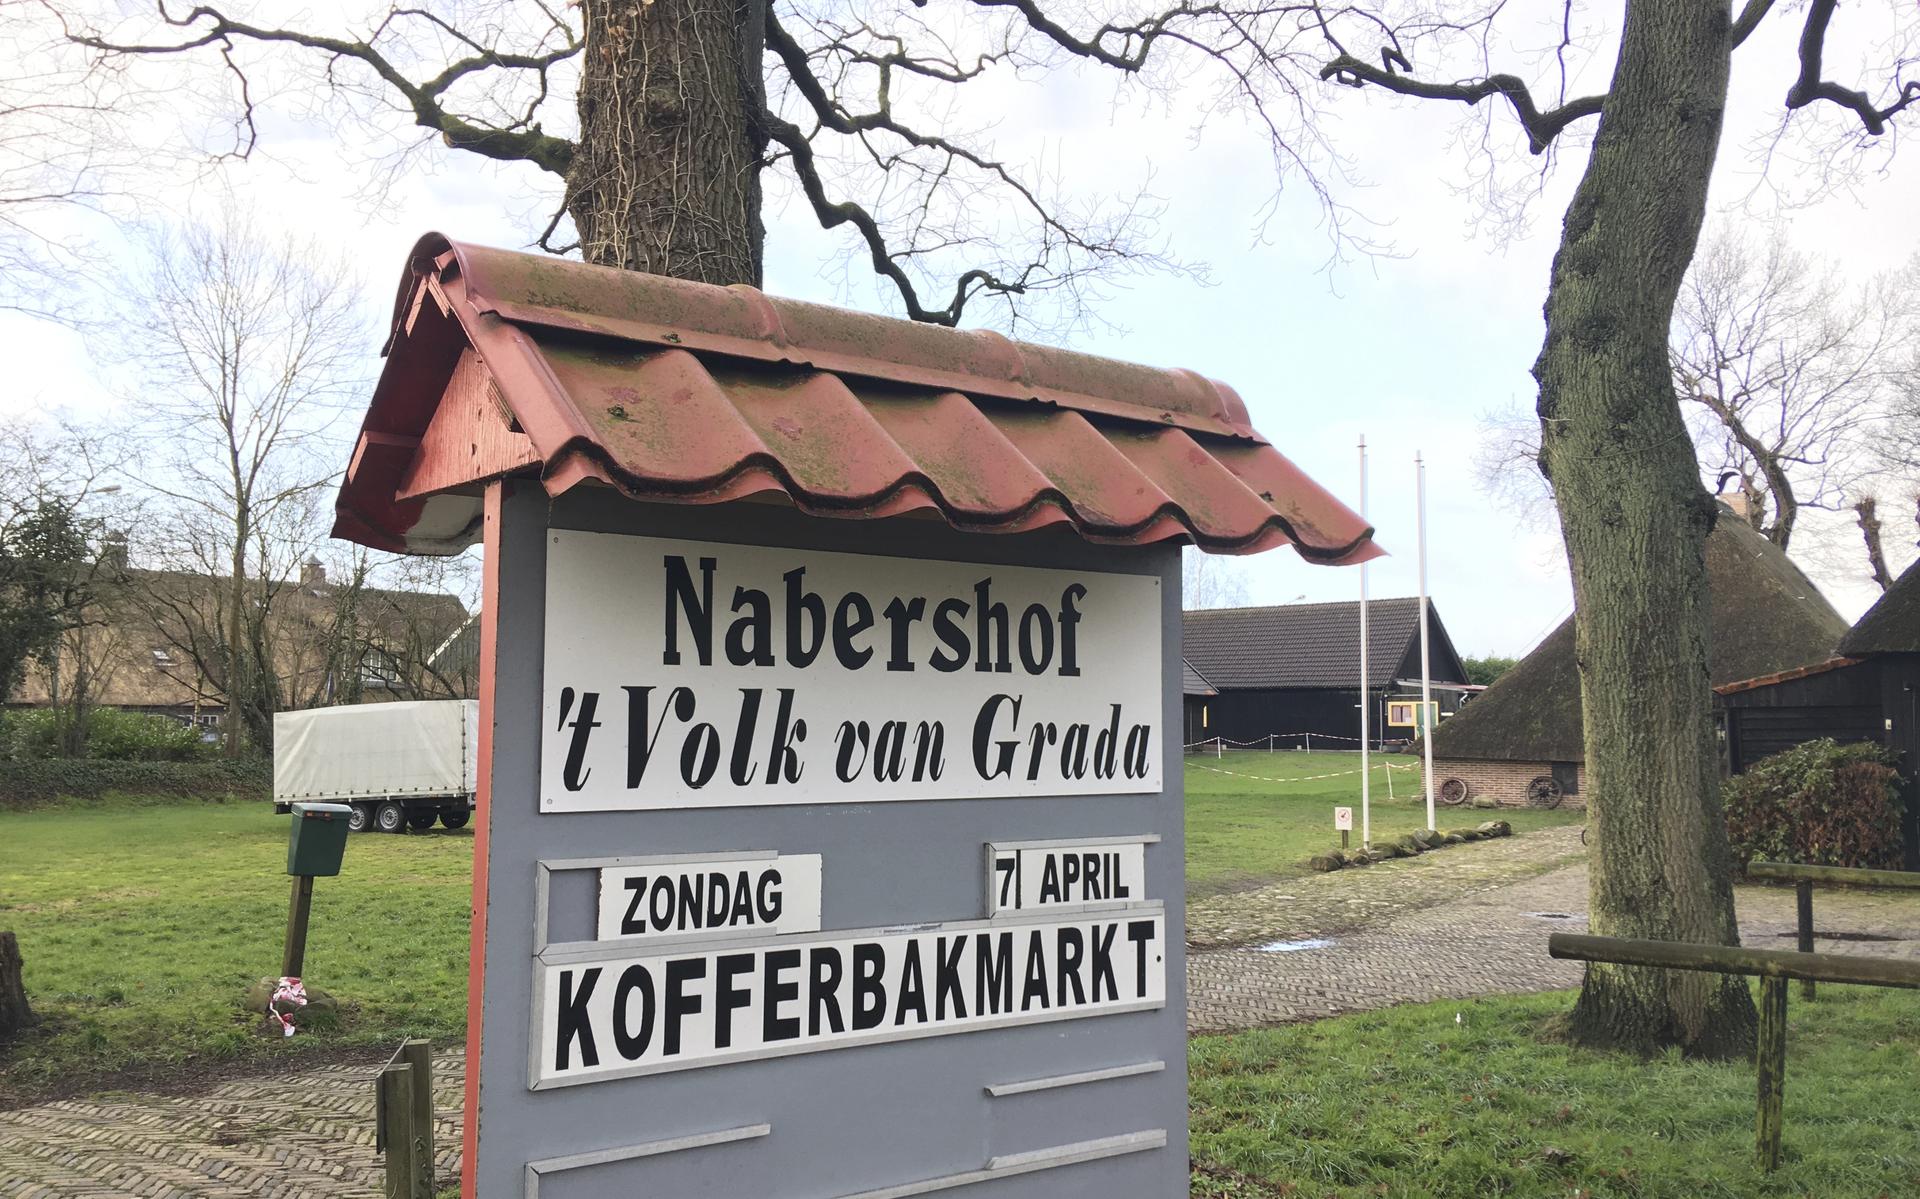 Nabershof
't Volk van Grada
ZONDAG 7 APRIL
KOFFERBAKMARKT